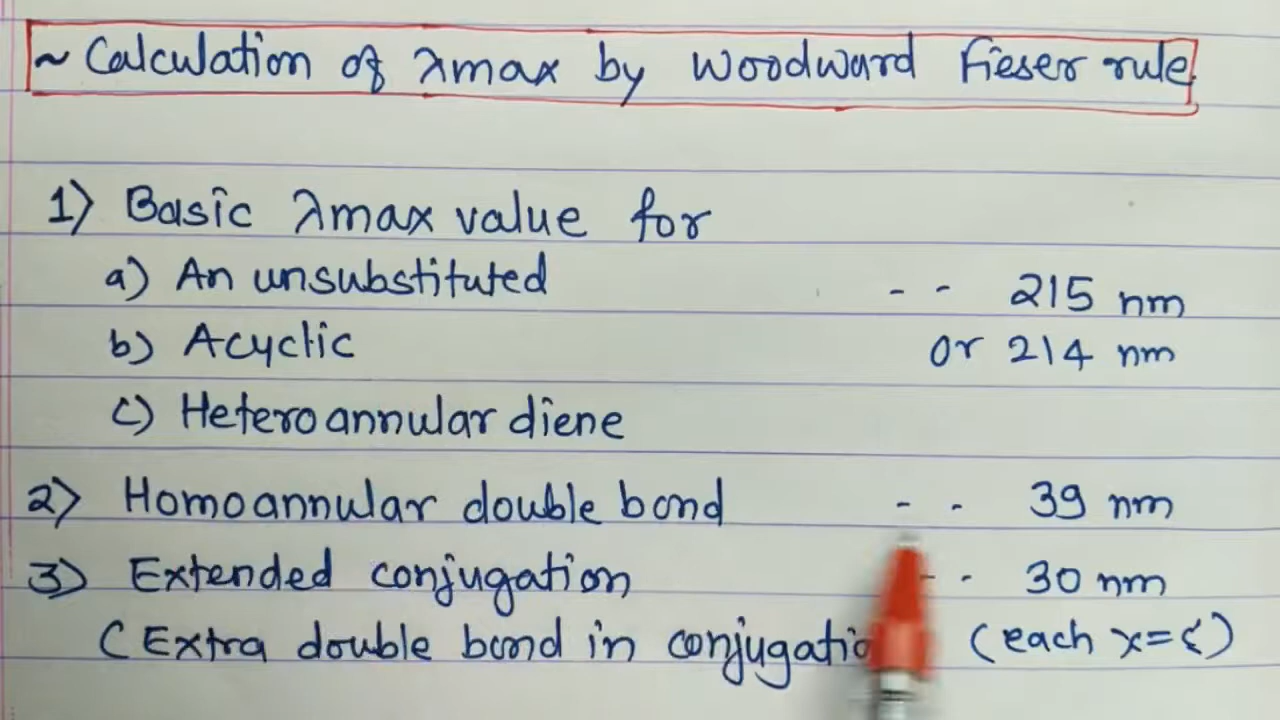 ~ Calculation of λmax by Woodward Fieser rule
1) Basic λmax value for
a) An unsubstituted - - 215 nm
b) Acyclic or 214 nm
c) Heteroannular diene
2) Homoannular double bond - - 39 nm
3) Extended conjugation - - 30 nm
(Extra double bond in conjugatio (each